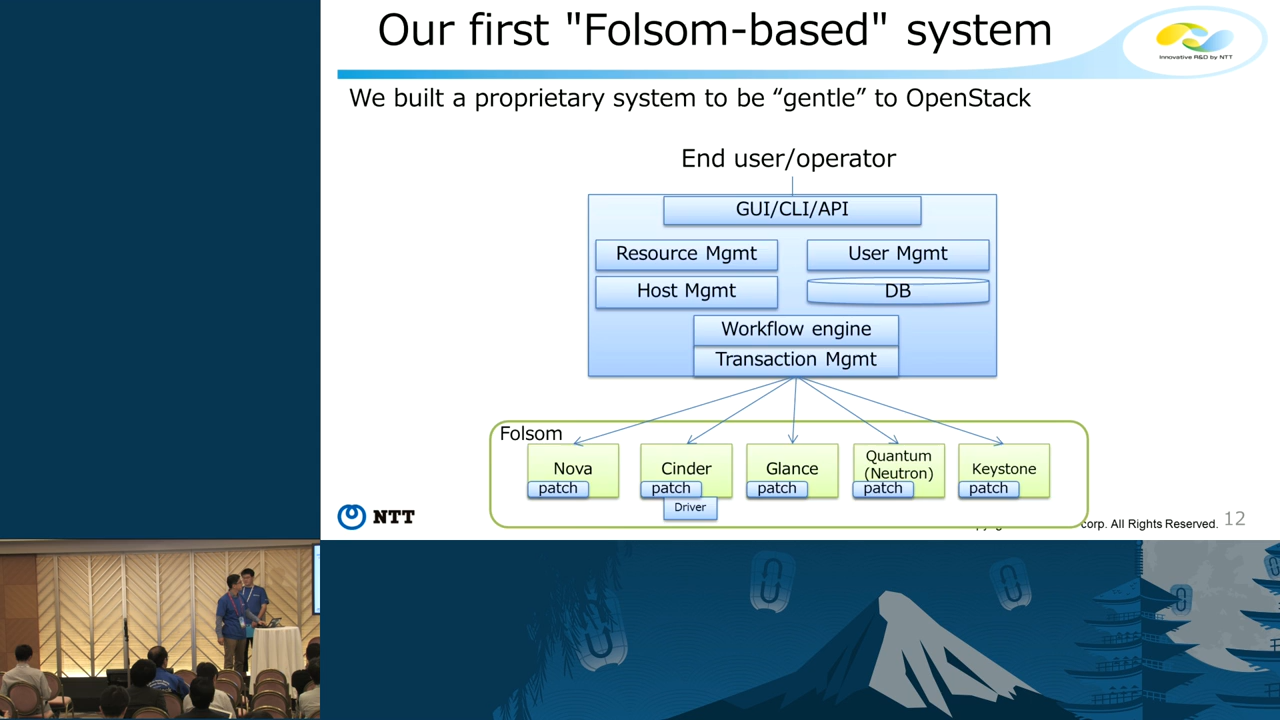 Our first "Folsom-based" system
Innovative R&D by NTT
We built a proprietary system to be “gentle” to OpenStack
End user/operator
GUI/CLI/API
Resource Mgmt
User Mgmt
Host Mgmt
DB
Workflow engine
Transaction Mgmt
Folsom
Nova
patch
Cinder
patch
Driver
Glance
patch
Quantum
(Neutron)
patch
Keystone
patch
NTT
corp. All Rights Reserved.
12